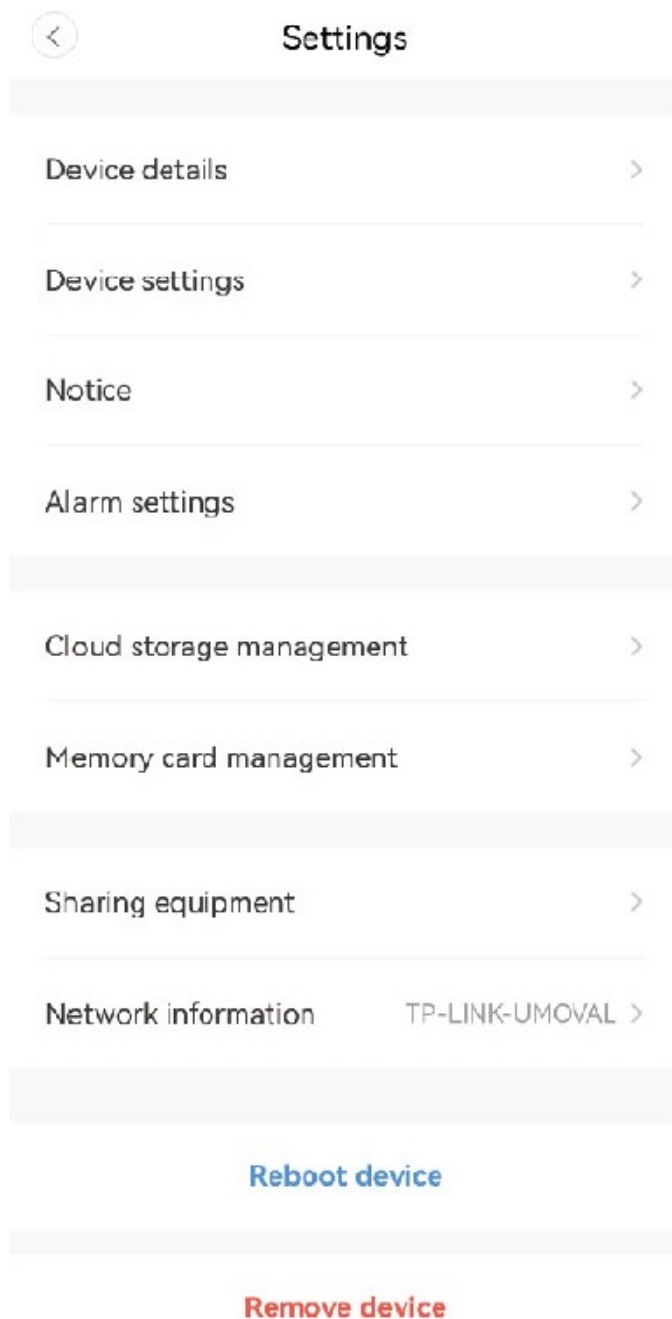 Settings
Device details
Device settings
Notice
Alarm settings
Cloud storage management
Memory card management
Sharing equipment
Network information TP-LINK-UMOVAL
Reboot device
Remove device